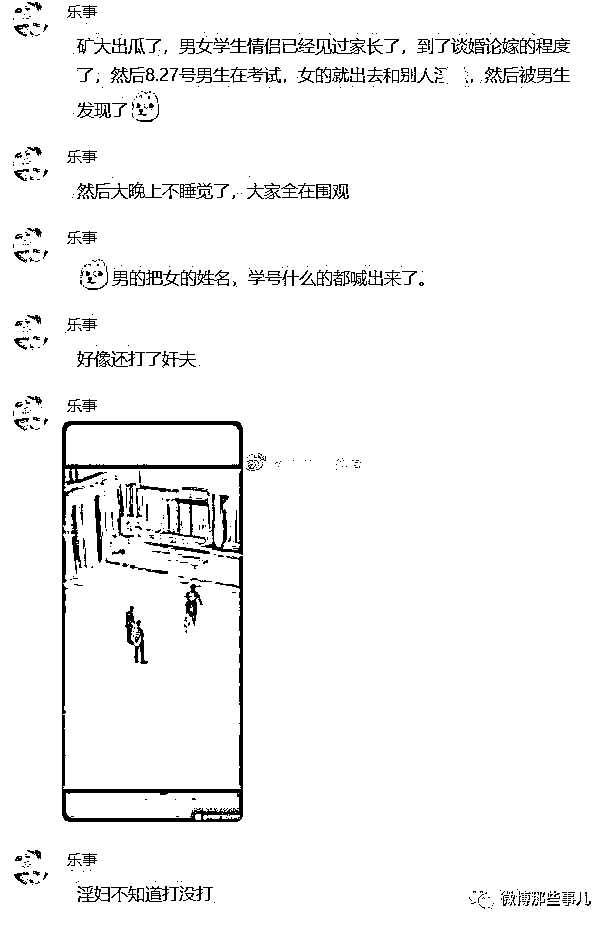 乐事
矿大出瓜了，男女学生情侣已经见过家长了，到了谈婚论嫁的程度
了，然后8.27号男生在考试，女的就出去和别人，然后被男生
发现了
乐事
然后大晚上不睡觉了，大家全在围观
乐事
男的把女的姓名，学号什么的都喊出来了。
乐事
好像还打了奸夫
乐事
乐事
淫妇不知道打没打
微博那些事儿